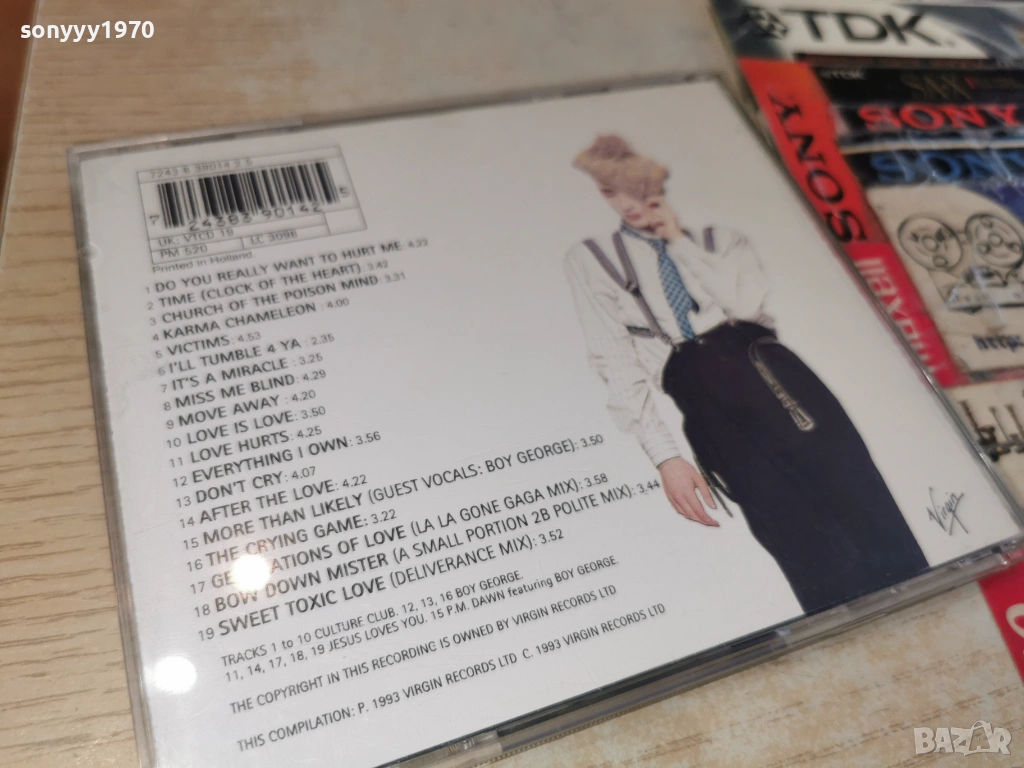 sonyyy1970
TDK
TDK
SONY
SONY
SONY
maxell
7243 8 39014 2 5
7 24383 90142 5
UK: VTCD 18
PM 520 LC 3098
Printed in Holland
1 DO YOU REALLY WANT TO HURT ME: 4.23
2 TIME (CLOCK OF THE HEART): 3.42
3 CHURCH OF THE POISON MIND: 3.31
4 KARMA CHAMELEON: 4.00
5 VICTIMS: 4.53
6 I'LL TUMBLE 4 YA: 2.35
7 IT'S A MIRACLE: 3.25
8 MISS ME BLIND: 4.29
9 MOVE AWAY: 4.20
10 LOVE IS LOVE: 3.50
11 LOVE HURTS: 4.25
12 EVERYTHING I OWN: 3.56
13 DON'T CRY: 4.07
14 AFTER THE LOVE: 4.22
15 MORE THAN LIKELY (GUEST VOCALS: BOY GEORGE): 3.50
16 THE CRYING GAME: 3.22
17 GENERATIONS OF LOVE (LA LA GONE GAGA MIX): 3.58
18 BOW DOWN MISTER (A SMALL PORTION 2B POLITE MIX): 3.44
19 SWEET TOXIC LOVE (DELIVERANCE MIX): 3.52
TRACKS 1 to 10 CULTURE CLUB. 12, 13, 16 BOY GEORGE.
11, 14, 17, 18, 19 JESUS LOVES YOU. 15 P.M. DAWN featuring BOY GEORGE.
THE COPYRIGHT IN THIS RECORDING IS OWNED BY VIRGIN RECORDS LTD
THIS COMPILATION: P. 1993 VIRGIN RECORDS LTD C. 1993 VIRGIN RECORDS LTD
Virgin
http:
BAZAR